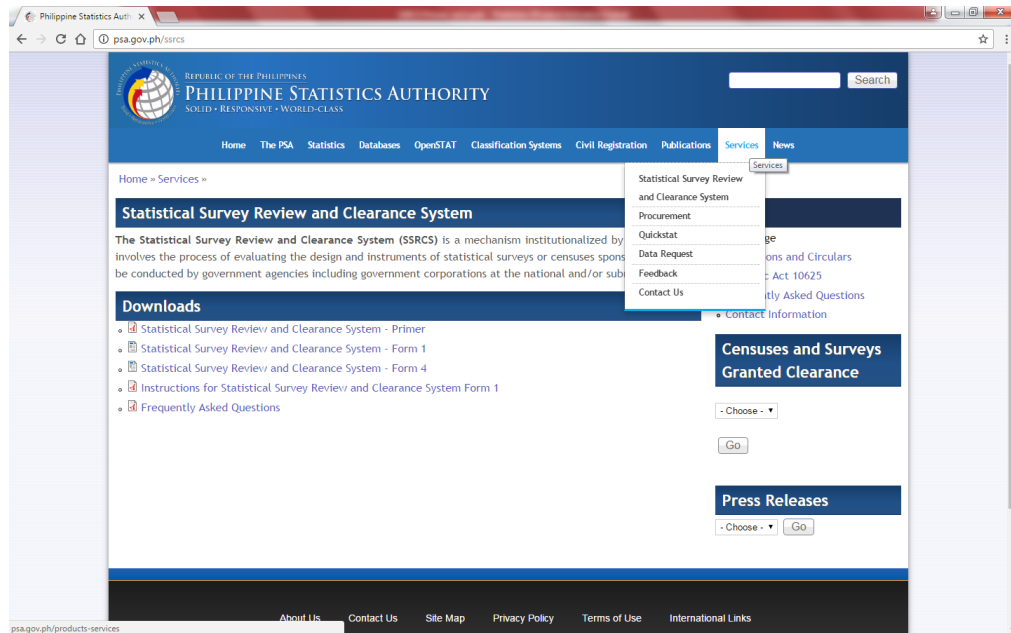 Philippine Statistics Auth
psa.gov.ph/ssrcs
REPUBLIC OF THE PHILIPPINES
PHILIPPINE STATISTICS AUTHORITY
SOLID • RESPONSIVE • WORLD-CLASS
Search
Home The PSA Statistics Databases OpenSTAT Classification Systems Civil Registration Publications Services News
Services
Home » Services »
Statistical Survey Review
and Clearance System
Procurement
Quickstat
Data Request
Feedback
Contact Us
Statistical Survey Review and Clearance System
The Statistical Survey Review and Clearance System (SSRCS) is a mechanism institutionalized by
involves the process of evaluating the design and instruments of statistical surveys or censuses spons
be conducted by government agencies including government corporations at the national and/or sub
ge
ons and Circulars
Act 10625
tly Asked Questions
Contact Information
Downloads
Statistical Survey Review and Clearance System - Primer
Statistical Survey Review and Clearance System - Form 1
Statistical Survey Review and Clearance System - Form 4
Instructions for Statistical Survey Review and Clearance System Form 1
Frequently Asked Questions
Censuses and Surveys
Granted Clearance
- Choose -
Go
Press Releases
- Choose - Go
About Us Contact Us Site Map Privacy Policy Terms of Use International Links
psa.gov.ph/products-services